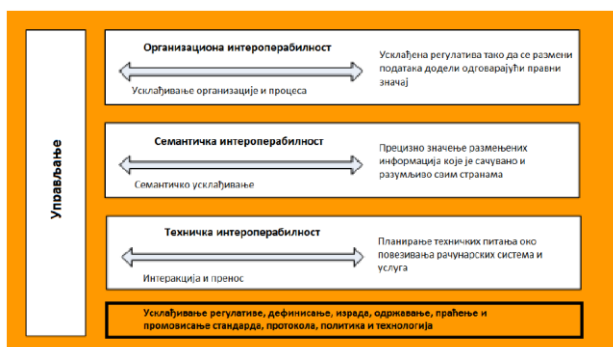 Управљање
Организациона интероперабилност
Усклађивање организације и процеса
Усклађена регулатива тако да се размени
података додели одговарајући правни
значај
Семантичка интероперабилност
Семантичко усклађивање
Прецизно значење размењених
информација које је сачувано и
разумљиво свим странама
Техничка интероперабилност
Интеракција и пренос
Планирање техничких питања око
повезивања рачунарских система и
услуга
Усклађивање регулативе, дефинисање, израда, одржавање, праћење и
промовисање стандарда, протокола, политика и технологија